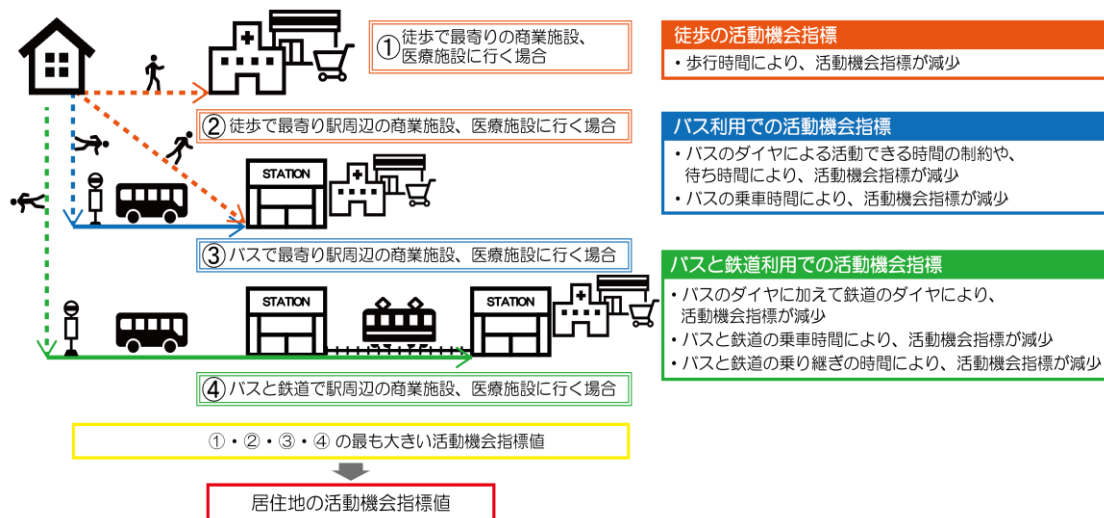 ①徒歩で最寄りの商業施設、
医療施設に行く場合
②徒歩で最寄り駅周辺の商業施設、医療施設に行く場合
STATION
③バスで最寄り駅周辺の商業施設、医療施設に行く場合
STATION
STATION
④バスと鉄道で駅周辺の商業施設、医療施設に行く場合
①・②・③・④の最も大きい活動機会指標値
居住地の活動機会指標値
徒歩の活動機会指標
・歩行時間により、活動機会指標が減少
バス利用での活動機会指標
・バスのダイヤによる活動できる時間の制約や、
待ち時間により、活動機会指標が減少
・バスの乗車時間により、活動機会指標が減少
バスと鉄道利用での活動機会指標
・バスのダイヤに加えて鉄道のダイヤにより、
活動機会指標が減少
・バスと鉄道の乗車時間により、活動機会指標が減少
・バスと鉄道の乗り継ぎの時間により、活動機会指標が減少